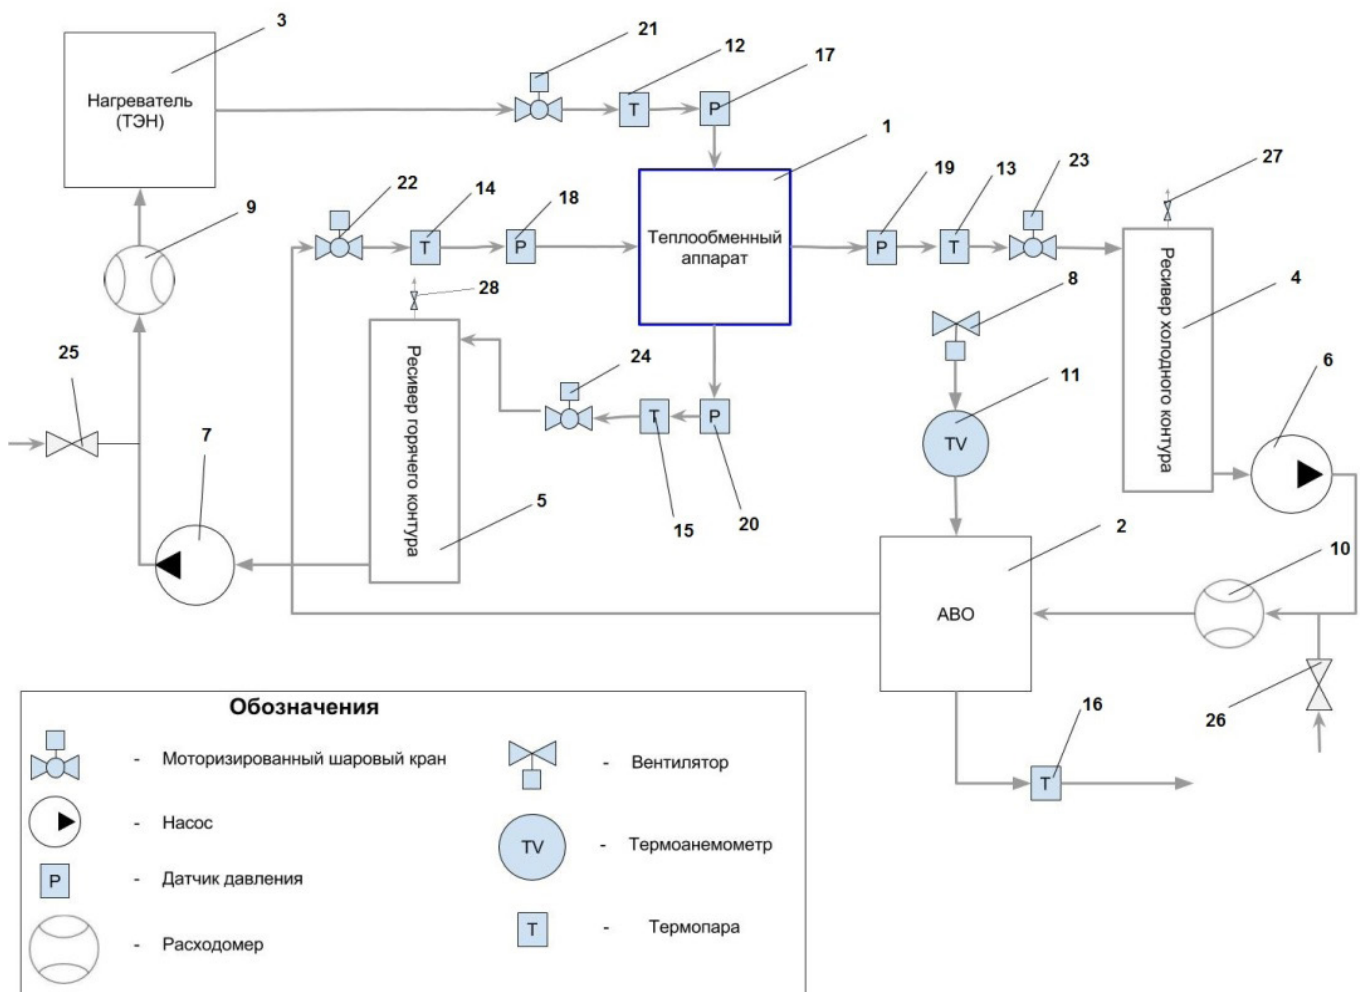 3
21
12
17
Нагреватель
(ТЭН)
T
P
1
9
22
14
18
19
13
23
27
T
P
Теплообменный
аппарат
P
T
28
8
4
Ресивер горячего контура
Ресивер холодного контура
25
24
11
6
7
T
P
TV
5
15
20
2
10
АВО
16
26
T
Обозначения
- Моторизированный шаровый кран
- Вентилятор
- Насос
TV
- Термоанемометр
P
- Датчик давления
T
- Термопара
- Расходомер